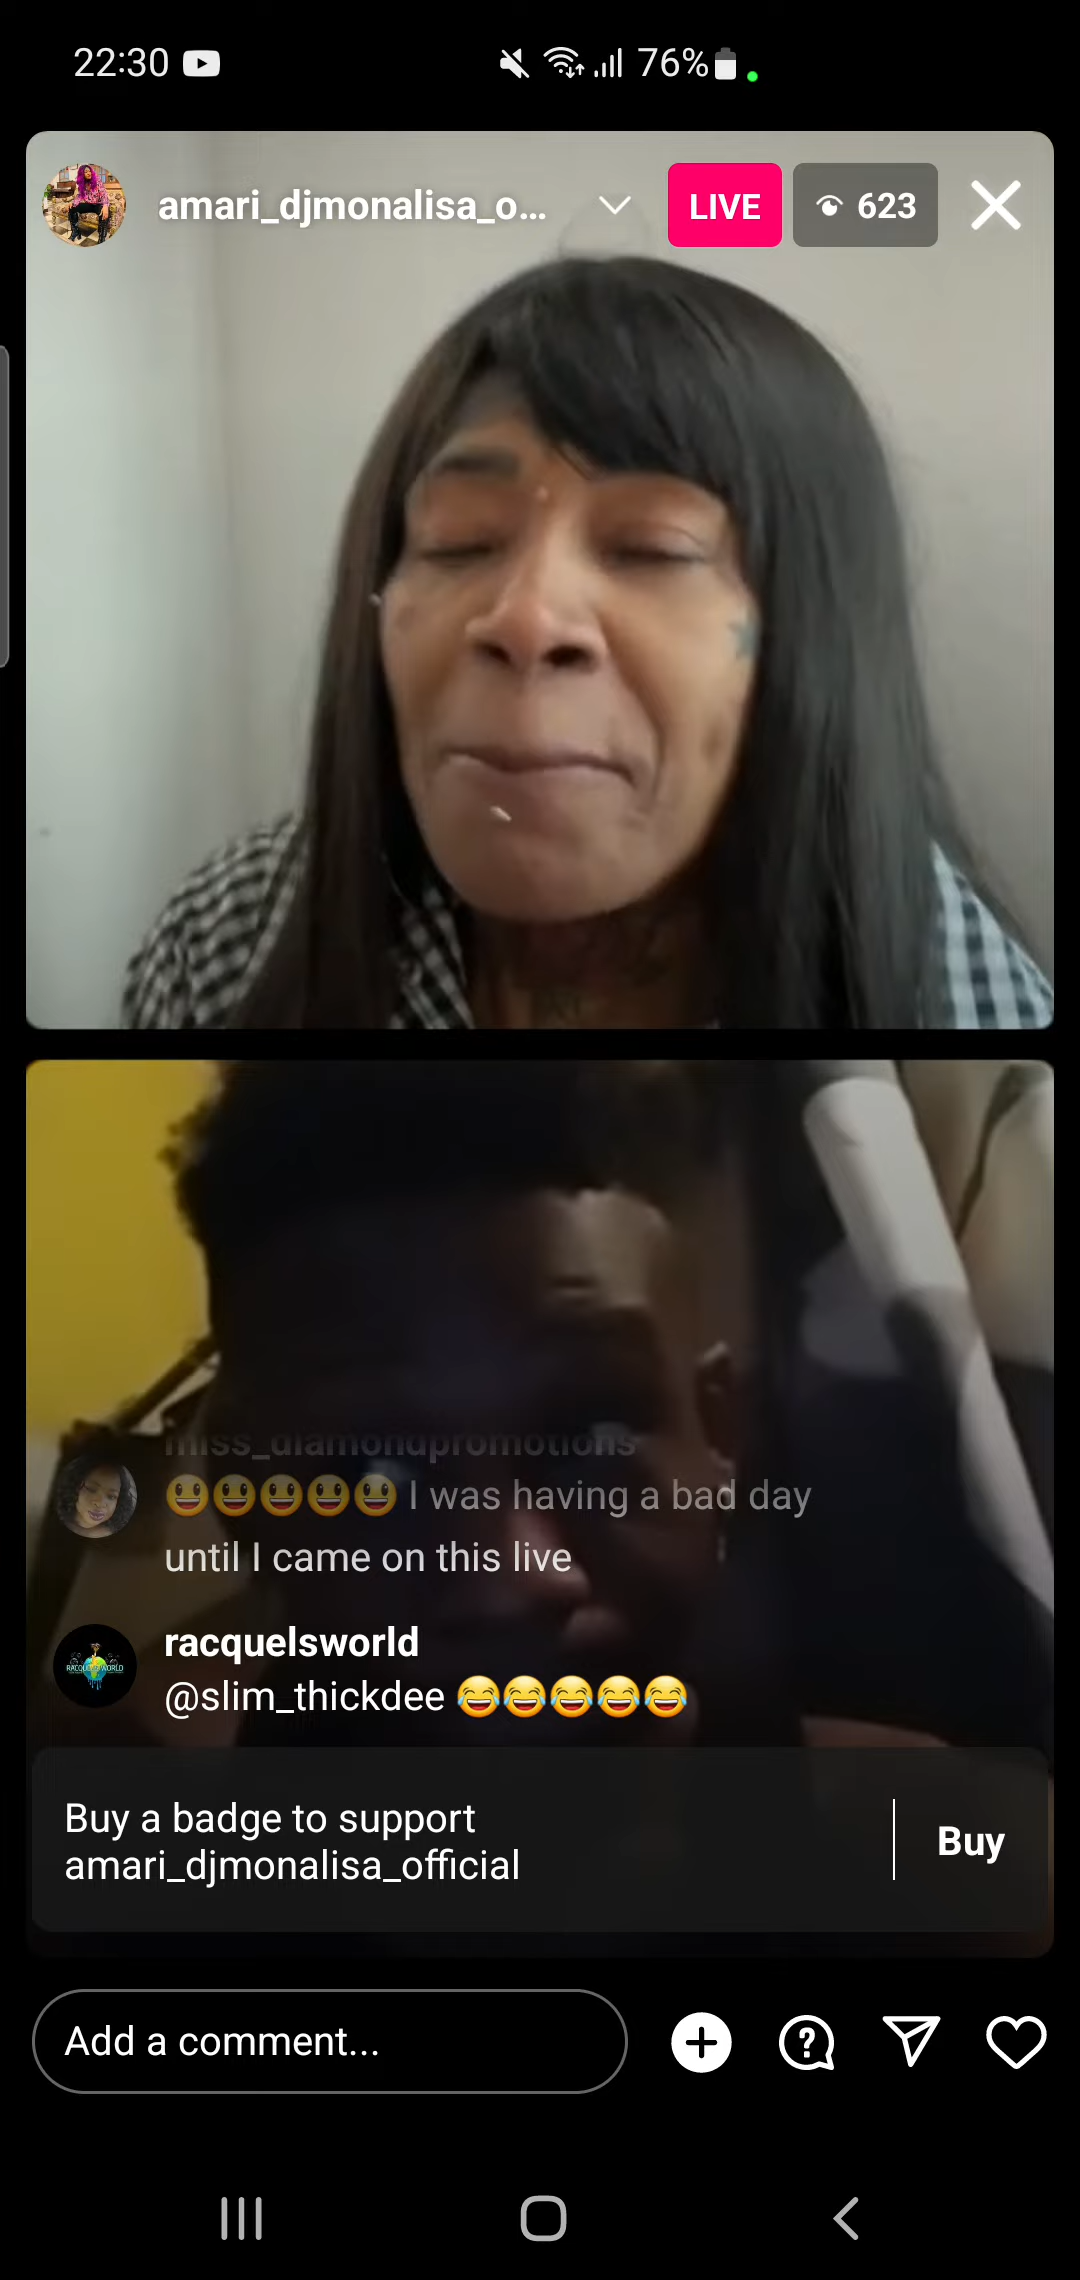 22:30
76%
amari_djmonalisa_o...
LIVE
623
miss_diamondpromotions
😃😃😃😃😃 I was having a bad day
until I came on this live
RACQUELSWORLD
racquelsworld
@slim_thickdee 😂😂😂😂😂
Buy a badge to support
amari_djmonalisa_official
Buy
Add a comment...